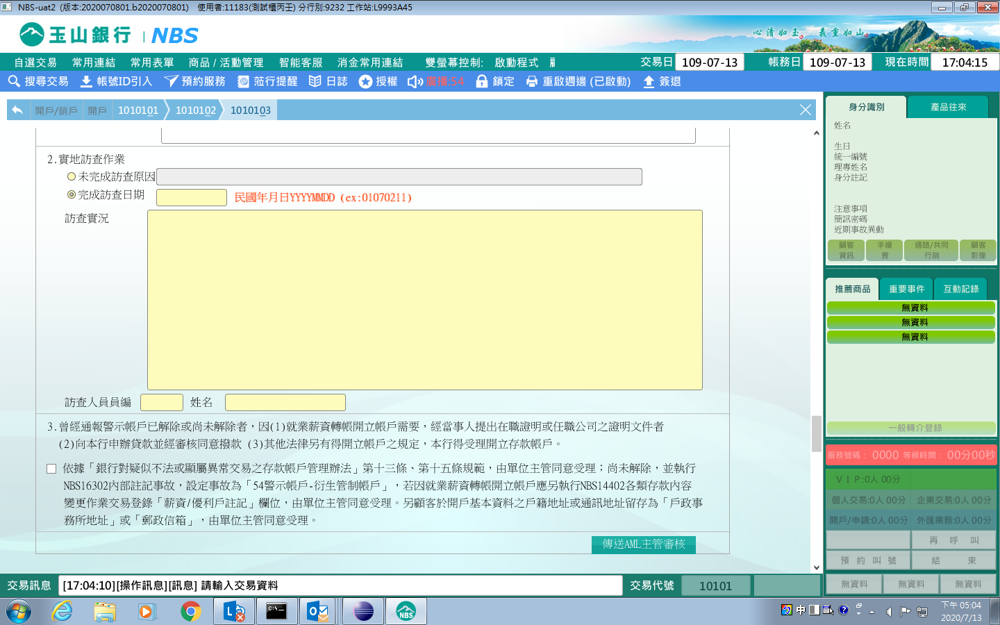 NBS-uat2 (版本:2020070801.b2020070801) 使用者:11183(測試櫃丙壬) 分行別:9232 工作站:L9993A45
玉山銀行 | NBS
心清如玉。 義重如山。
自選交易 常用連結 常用表單 商品 / 活動管理 智能客服 消金常用連結 雙螢幕控制: 啟動程式
交易日 109-07-13 帳務日 109-07-13 現在時間 17:04:15
搜尋交易 帳號ID引入 預約服務 蒞行提醒 日誌 授權 廣播:54 鎖定 重啟週邊 (已啟動) 簽退
開戶/銷戶 開戶 1010101 1010102 1010103
2.實地訪查作業
未完成訪查原因
完成訪查日期 民國年月日YYYYMMDD (ex:01070211)
訪查實況
訪查人員員編 姓名
3.曾經通報警示帳戶已解除或尚未解除者，因(1)就業薪資轉帳開立帳戶需要，經當事人提出在職證明或任職公司之證明文件者
(2)向本行申辦貸款並經審核同意撥款 (3)其他法律另有得開立帳戶之規定，本行得受理開立存款帳戶。
依據「銀行對疑似不法或顯屬異常交易之存款帳戶管理辦法」第十三條、第十五條規範，由單位主管同意受理；尚未解除，並執行
NBS16302內部註記事故，設定事故為「54警示帳戶-衍生管制帳戶」，若因就業薪資轉帳開立帳戶應另執行NBS14402各類存款內容
變更作業交易登錄「薪資/優利戶註記」欄位，由單位主管同意受理。另顧客於開戶基本資料之戶籍地址或通訊地址留存為「戶政事
務所地址」或「郵政信箱」，由單位主管同意受理。
傳送AML主管審核
身分識別 產品往來
姓名
生日
統一編號
理專姓名
身分註記
注意事項
簡訊密碼
近期事故異動
顧客資訊 手續費 通路/共同行銷 顧客影像
推薦商品 重要事件 互動記錄
無資料
無資料
無資料
一般轉介登錄
服務號碼： 0000 等候時間： 00分00秒
ＶＩＰ:0人 00分
個人交易:0人 00分 企業交易:0人 00分
開戶/申請:0人 00分 外匯業務:0人 00分
再 呼 叫
預 約 叫 號 結 束
無資料 無資料 無資料
交易訊息 [17:04:10][操作訊息][訊息] 請輸入交易資料 交易代號 10101
NBS
中
下午 05:04
2020/7/13